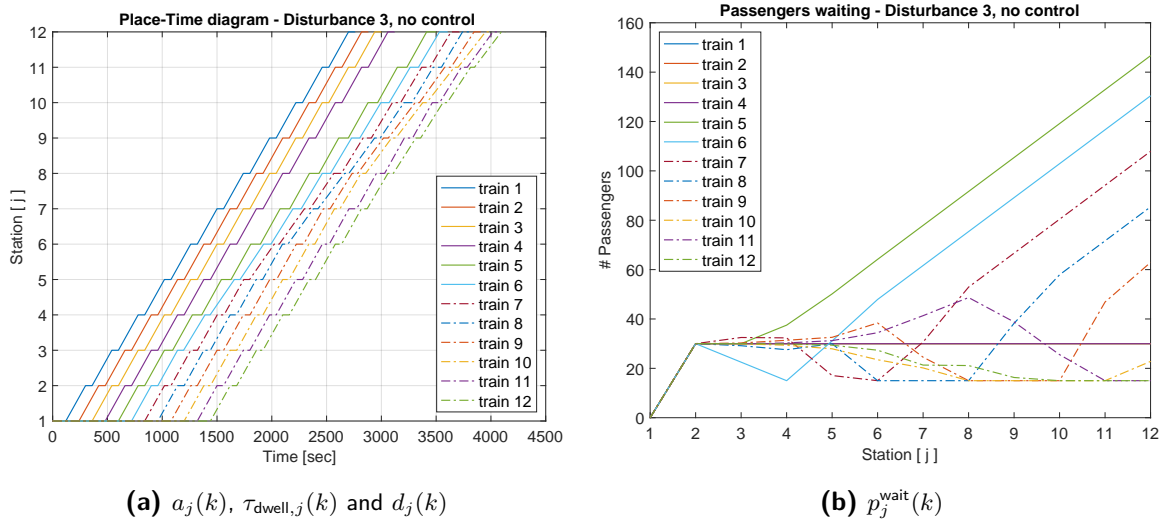 Place-Time diagram - Disturbance 3, no control
12
11
10
9
8
7
6
5
4
3
2
1
Station [ j ]
0
500
1000
1500
2000
2500
3000
3500
4000
4500
Time [sec]
train 1
train 2
train 3
train 4
train 5
train 6
train 7
train 8
train 9
train 10
train 11
train 12
(a) a_j(k), τ_dwell,j(k) and d_j(k)
Passengers waiting - Disturbance 3, no control
160
140
120
100
80
60
40
20
0
# Passengers
1
2
3
4
5
6
7
8
9
10
11
12
Station [ j ]
train 1
train 2
train 3
train 4
train 5
train 6
train 7
train 8
train 9
train 10
train 11
train 12
(b) p_j^wait(k)